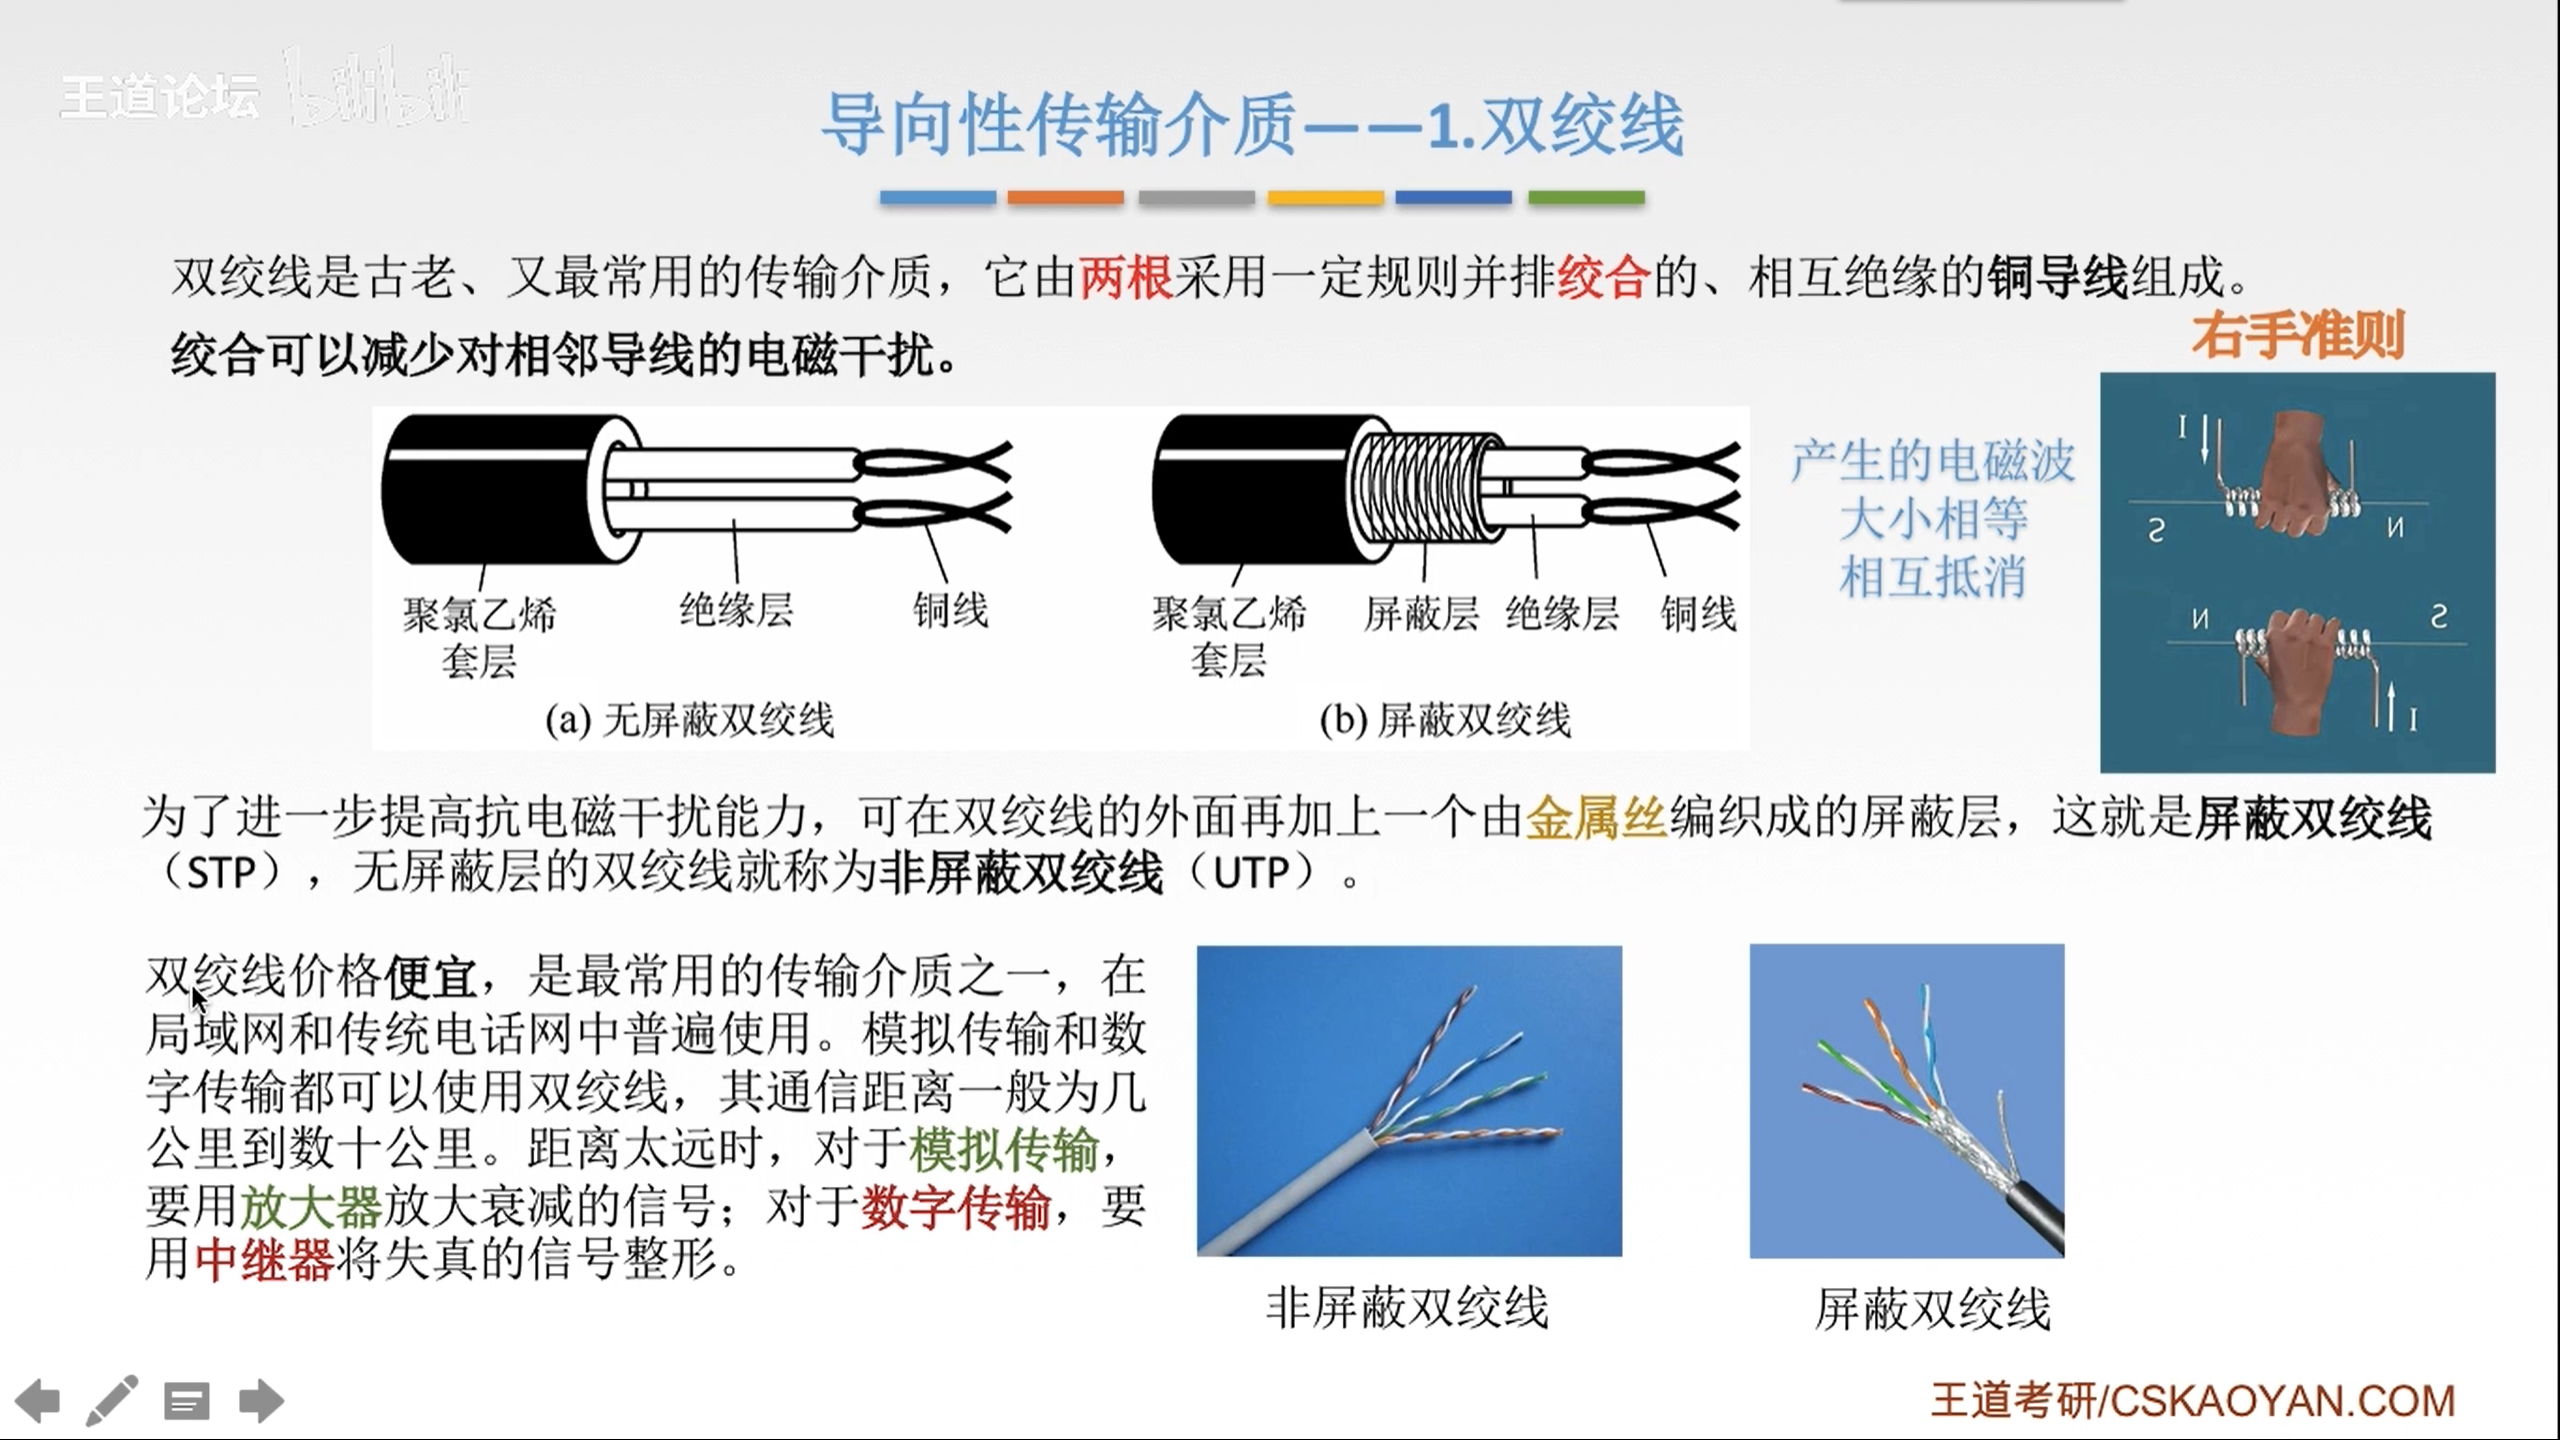 王道论坛 bilibili
导向性传输介质——1.双绞线
双绞线是古老、又最常用的传输介质，它由两根采用一定规则并排绞合的、相互绝缘的铜导线组成。
绞合可以减少对相邻导线的电磁干扰。
右手准则
聚氯乙烯
套层
绝缘层
铜线
(a) 无屏蔽双绞线
聚氯乙烯
套层
屏蔽层
绝缘层
铜线
(b) 屏蔽双绞线
产生的电磁波
大小相等
相互抵消
I
S
N
N
S
I
为了进一步提高抗电磁干扰能力，可在双绞线的外面再加上一个由金属丝编织成的屏蔽层，这就是屏蔽双绞线
（STP），无屏蔽层的双绞线就称为非屏蔽双绞线（UTP）。
双绞线价格便宜，是最常用的传输介质之一，在
局域网和传统电话网中普遍使用。模拟传输和数
字传输都可以使用双绞线，其通信距离一般为几
公里到数十公里。距离太远时，对于模拟传输，
要用放大器放大衰减的信号；对于数字传输，要
用中继器将失真的信号整形。
非屏蔽双绞线
屏蔽双绞线
王道考研/CSKAOYAN.COM